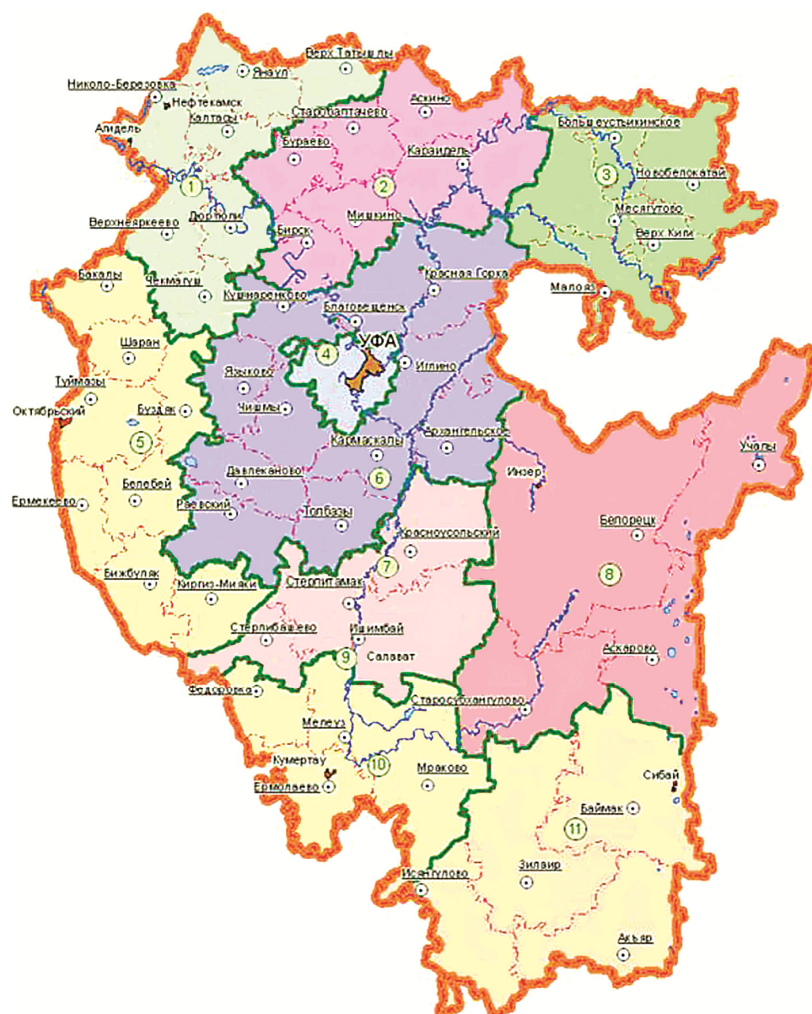 Верх.Татышлы
Янаул
Николо-Березовка
Нефтекамск
Калтасы
Агидель
Аскино
Старобалтачево
Бураево
Караидель
Большеустьикинское
Новобелокатай
Месягутово
Верх.Киги
Малояз
1
2
3
Мишкино
Дюртюли
Верхнеяркеево
Бирск
Чекмагуш
Бакалы
Кушнаренково
Красная Горка
Благовещенск
УФА
4
Иглино
Шаран
Языково
Туймазы
Октябрьский
Буздяк
Чишмы
5
Кармаскалы
Архангельское
Учалы
Инзер
6
Давлеканово
Белебей
Ермекеево
Раевский
Толбазы
Белорецк
Красноусольский
7
8
Бижбуляк
Киргиз-Мияки
Стерлитамак
Стерлибашево
Ишимбай
9
Салават
Аскарово
Федоровка
Старосубхангулово
Мелеуз
Кумертау
10
Мраково
Ермолаево
Сибай
Баймак
11
Зилаир
Исянгулово
Акъяр